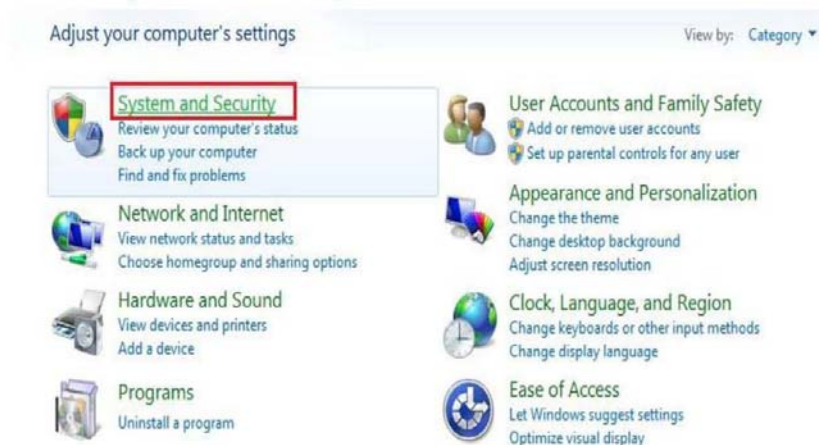 Adjust your computer's settings
View by: Category
System and Security
Review your computer's status
Back up your computer
Find and fix problems
Network and Internet
View network status and tasks
Choose homegroup and sharing options
Hardware and Sound
View devices and printers
Add a device
Programs
Uninstall a program
User Accounts and Family Safety
Add or remove user accounts
Set up parental controls for any user
Appearance and Personalization
Change the theme
Change desktop background
Adjust screen resolution
Clock, Language, and Region
Change keyboards or other input methods
Change display language
Ease of Access
Let Windows suggest settings
Optimize visual display